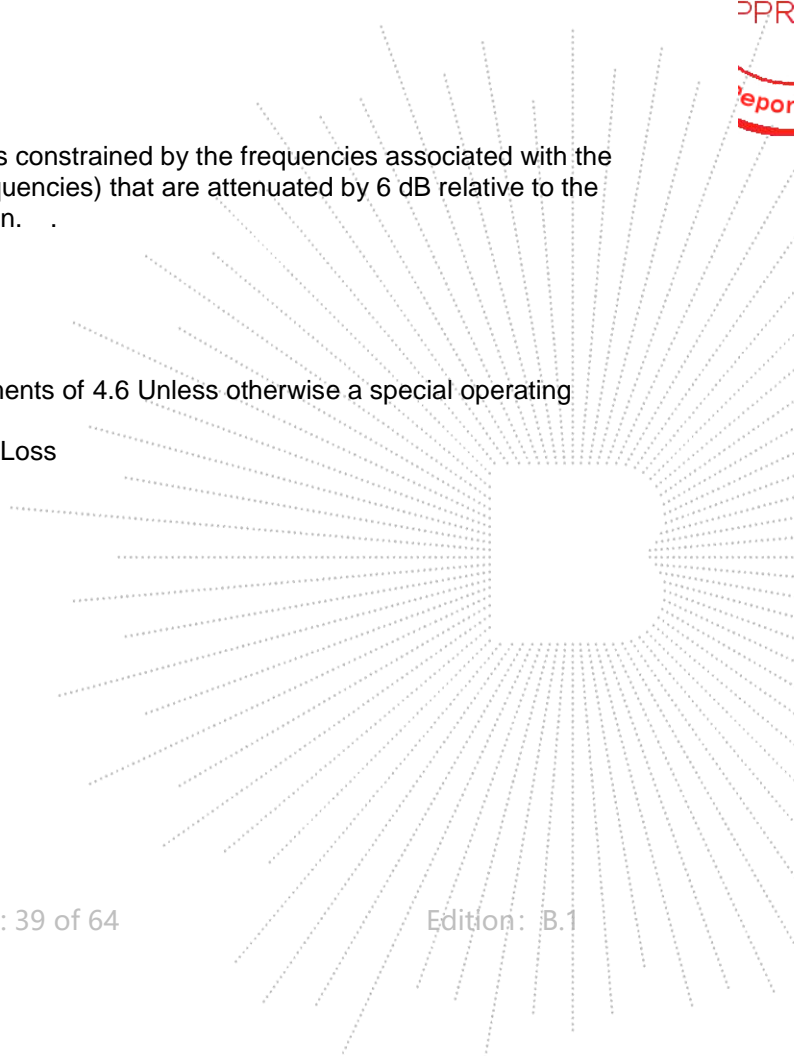 PPR
epor
s constrained by the frequencies associated with the
quencies) that are attenuated by 6 dB relative to the
n. .
nents of 4.6 Unless otherwise a special operating
Loss
: 39 of 64 Edition: B.1